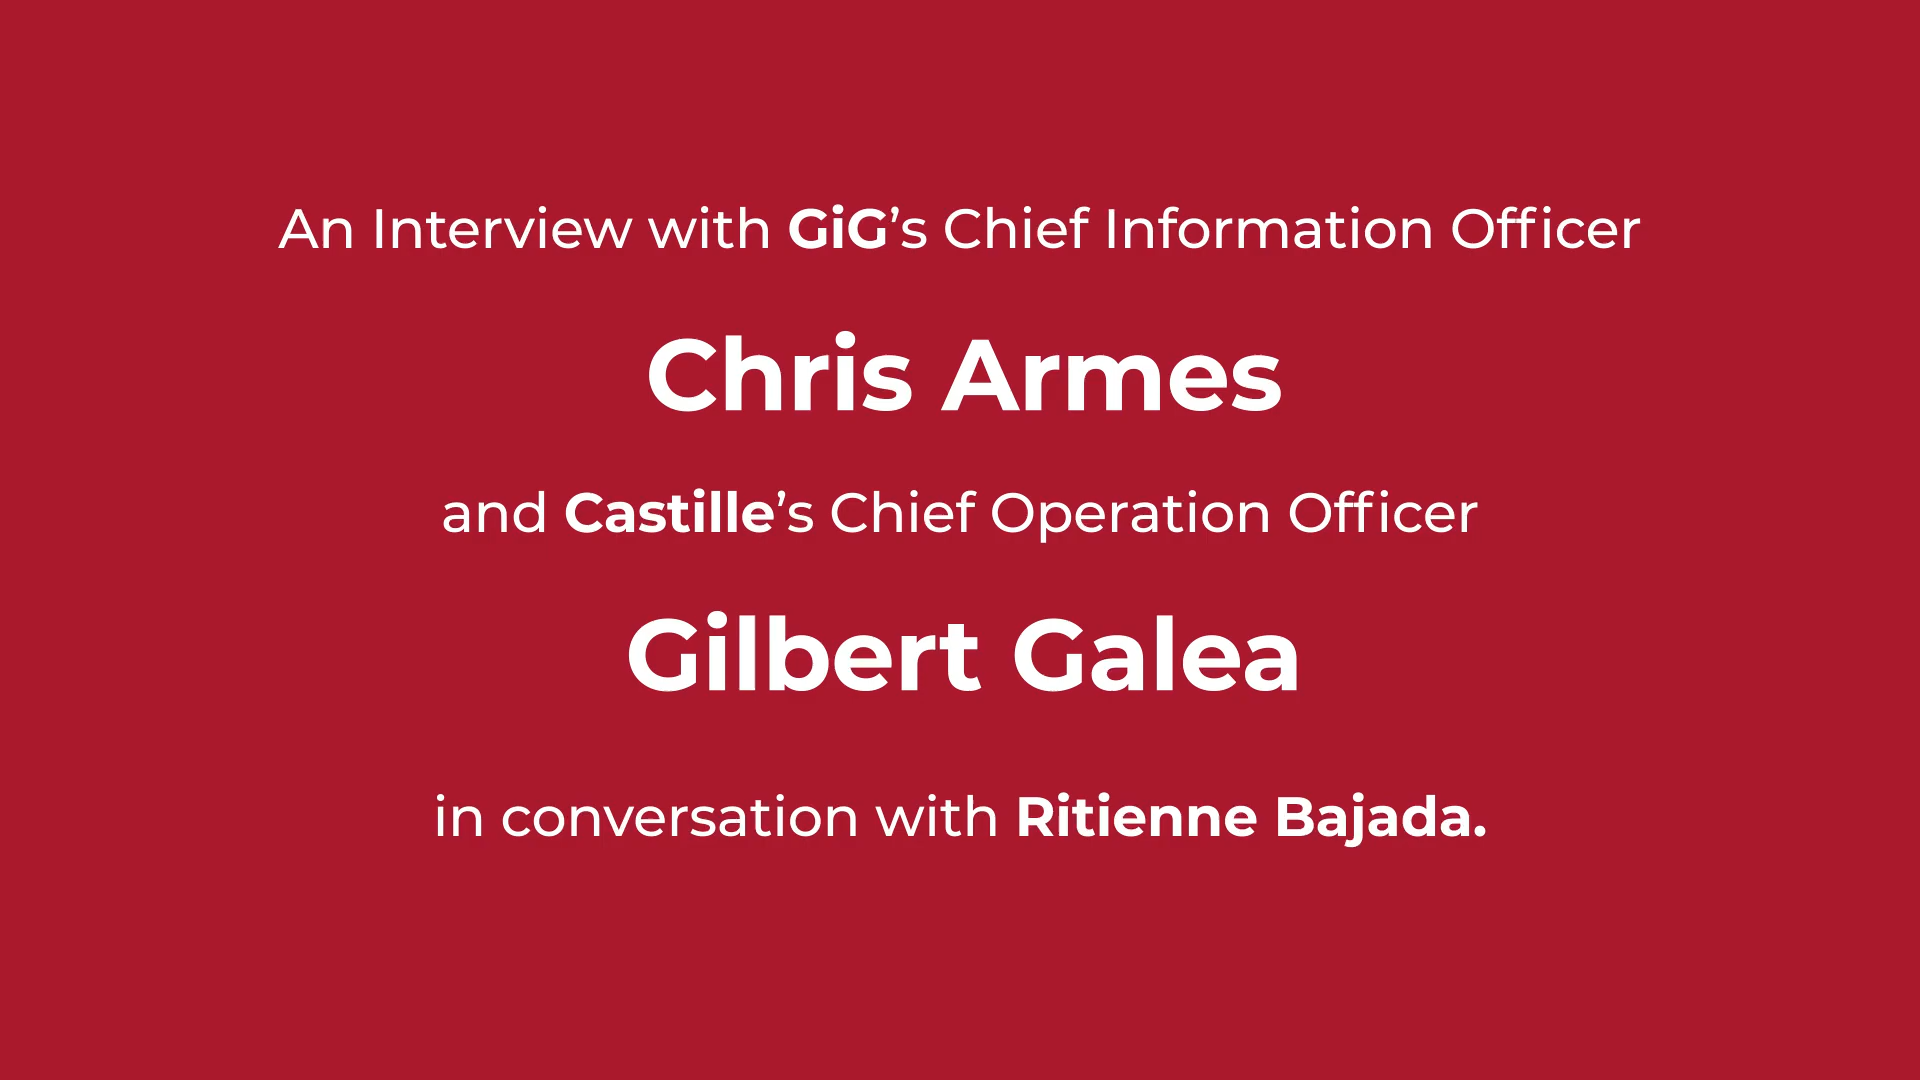 An Interview with GiG’s Chief Information Officer
Chris Armes
and Castille’s Chief Operation Officer
Gilbert Galea
in conversation with Ritienne Bajada.